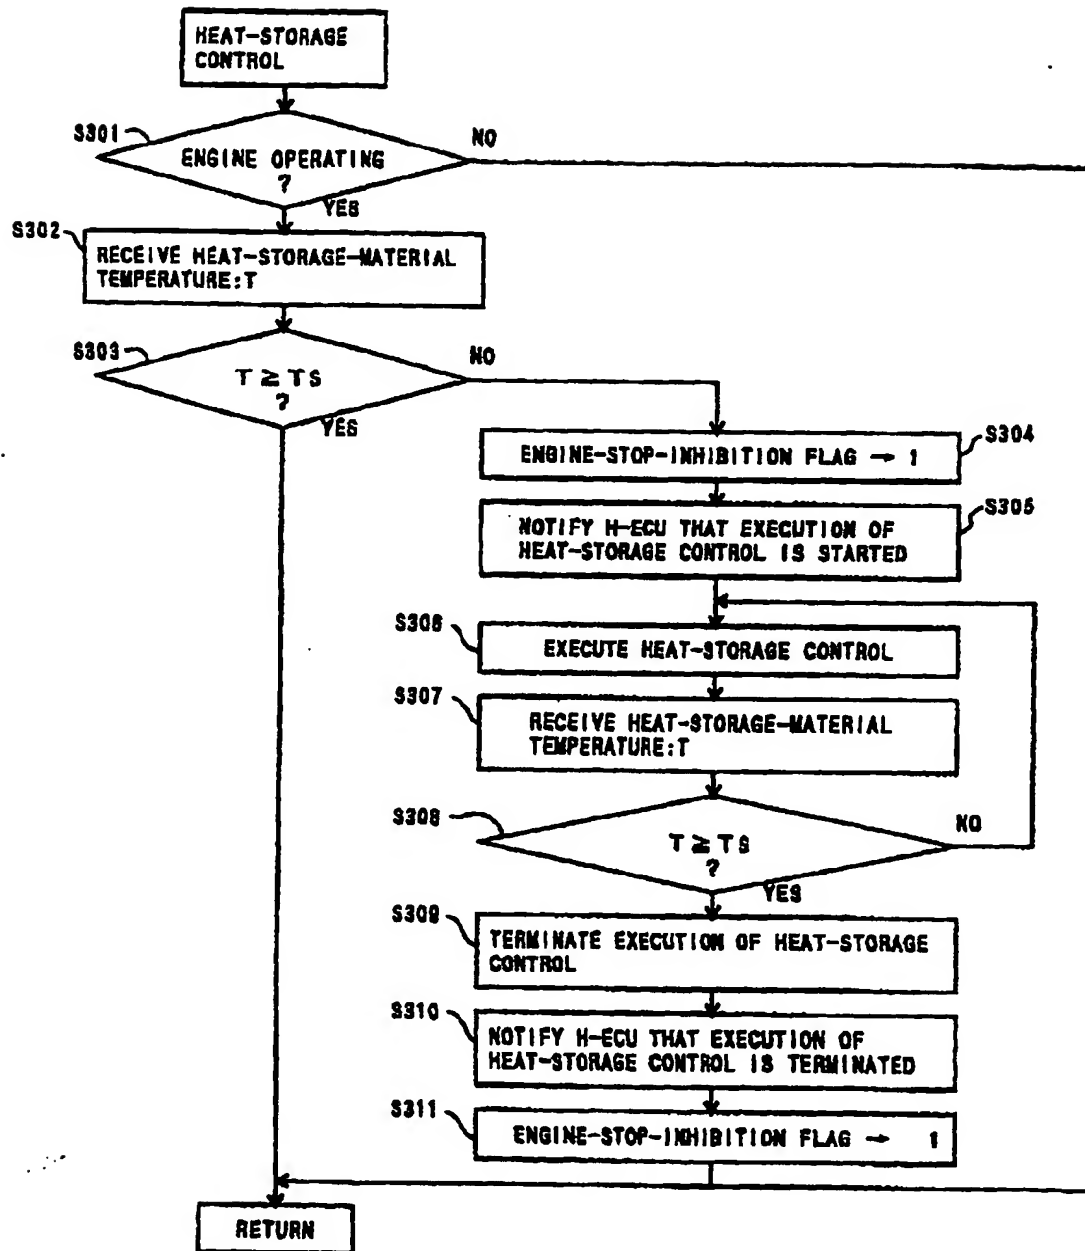 HEAT-STORAGE
CONTROL
S301
NO
ENGINE OPERATING
?
YES
S302
RECEIVE HEAT-STORAGE-MATERIAL
TEMPERATURE:T
S303
NO
T ≧ TS
?
YES
S304
ENGINE-STOP-INHIBITION FLAG → 1
S305
NOTIFY H-ECU THAT EXECUTION OF
HEAT-STORAGE CONTROL IS STARTED
S306
EXECUTE HEAT-STORAGE CONTROL
S307
RECEIVE HEAT-STORAGE-MATERIAL
TEMPERATURE:T
S308
NO
T ≧ TS
?
YES
S309
TERMINATE EXECUTION OF HEAT-STORAGE
CONTROL
S310
NOTIFY H-ECU THAT EXECUTION OF
HEAT-STORAGE CONTROL IS TERMINATED
S311
ENGINE-STOP-INHIBITION FLAG → 1
RETURN